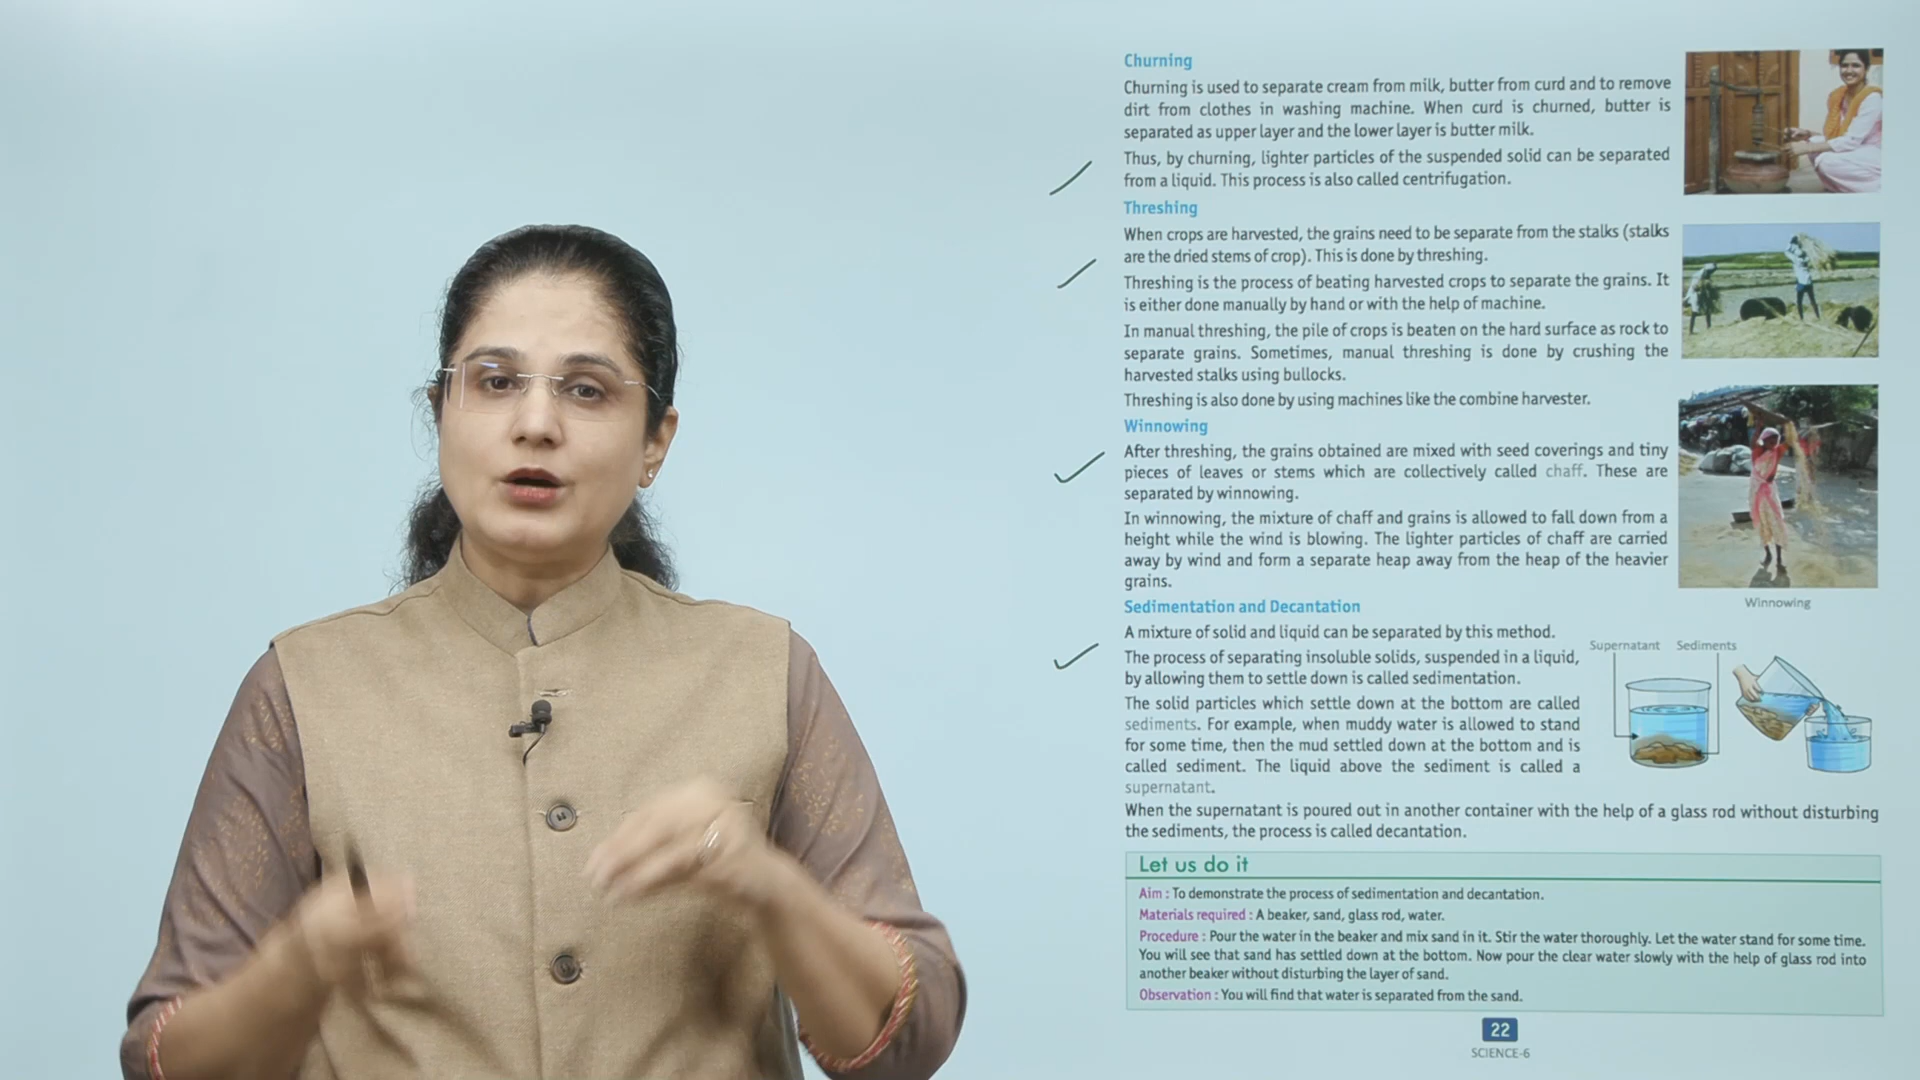 Churning
Churning is used to separate cream from milk, butter from curd and to remove
dirt from clothes in washing machine. When curd is churned, butter is
separated as upper layer and the lower layer is butter milk.
Thus, by churning, lighter particles of the suspended solid can be separated
from a liquid. This process is also called centrifugation.
Threshing
When crops are harvested, the grains need to be separate from the stalks (stalks
are the dried stems of crop). This is done by threshing.
Threshing is the process of beating harvested crops to separate the grains. It
is either done manually by hand or with the help of machine.
In manual threshing, the pile of crops is beaten on the hard surface as rock to
separate grains. Sometimes, manual threshing is done by crushing the
harvested stalks using bullocks.
Threshing is also done by using machines like the combine harvester.
Winnowing
After threshing, the grains obtained are mixed with seed coverings and tiny
pieces of leaves or stems which are collectively called chaff. These are
separated by winnowing.
In winnowing, the mixture of chaff and grains is allowed to fall down from a
height while the wind is blowing. The lighter particles of chaff are carried
away by wind and form a separate heap away from the heap of the heavier
grains.
Winnowing
Sedimentation and Decantation
A mixture of solid and liquid can be separated by this method.
The process of separating insoluble solids, suspended in a liquid,
by allowing them to settle down is called sedimentation.
The solid particles which settle down at the bottom are called
sediments. For example, when muddy water is allowed to stand
for some time, then the mud settled down at the bottom and is
called sediment. The liquid above the sediment is called a
supernatant.
Supernatant Sediments
When the supernatant is poured out in another container with the help of a glass rod without disturbing
the sediments, the process is called decantation.
Let us do it
Aim : To demonstrate the process of sedimentation and decantation.
Materials required : A beaker, sand, glass rod, water.
Procedure : Pour the water in the beaker and mix sand in it. Stir the water thoroughly. Let the water stand for some time.
You will see that sand has settled down at the bottom. Now pour the clear water slowly with the help of glass rod into
another beaker without disturbing the layer of sand.
Observation : You will find that water is separated from the sand.
22
SCIENCE-6